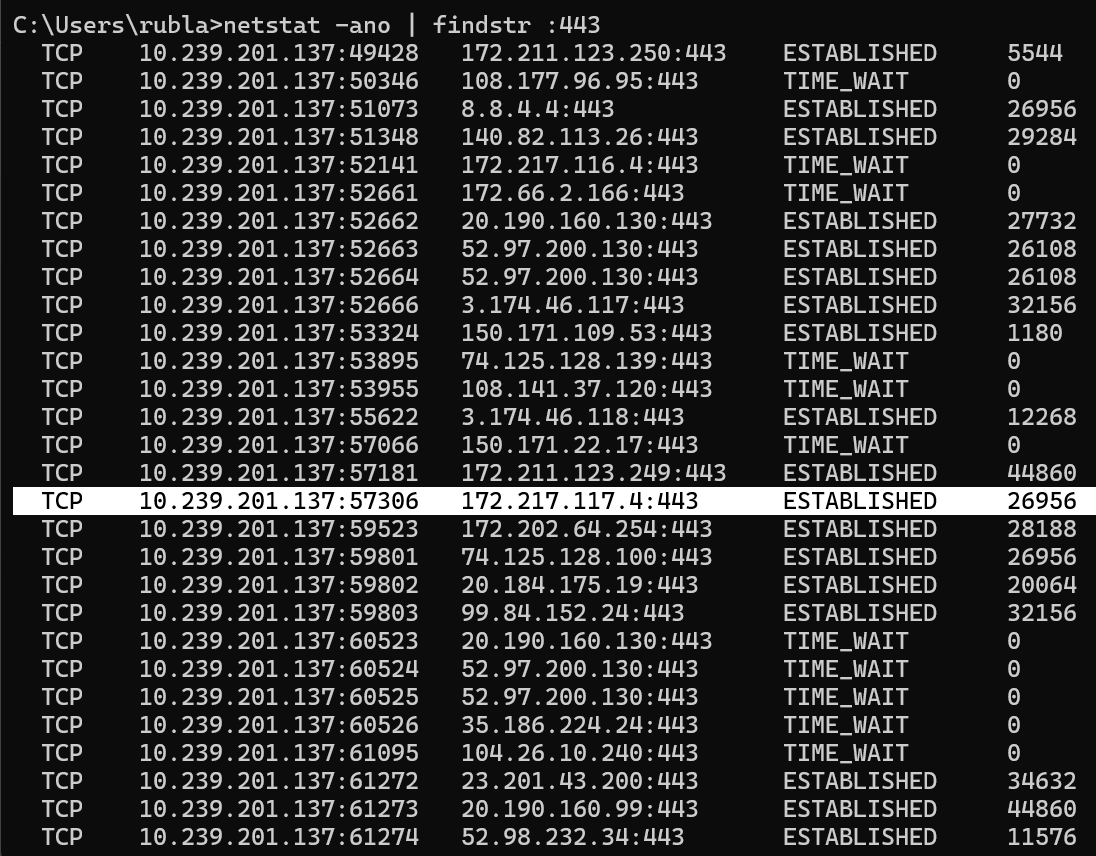 C:\Users\rubla>netstat -ano | findstr :443
TCP 10.239.201.137:49428 172.211.123.250:443 ESTABLISHED 5544
TCP 10.239.201.137:50346 108.177.96.95:443 TIME_WAIT 0
TCP 10.239.201.137:51073 8.8.4.4:443 ESTABLISHED 26956
TCP 10.239.201.137:51348 140.82.113.26:443 ESTABLISHED 29284
TCP 10.239.201.137:52141 172.217.116.4:443 TIME_WAIT 0
TCP 10.239.201.137:52661 172.66.2.166:443 TIME_WAIT 0
TCP 10.239.201.137:52662 20.190.160.130:443 ESTABLISHED 27732
TCP 10.239.201.137:52663 52.97.200.130:443 ESTABLISHED 26108
TCP 10.239.201.137:52664 52.97.200.130:443 ESTABLISHED 26108
TCP 10.239.201.137:52666 3.174.46.117:443 ESTABLISHED 32156
TCP 10.239.201.137:53324 150.171.109.53:443 ESTABLISHED 1180
TCP 10.239.201.137:53895 74.125.128.139:443 TIME_WAIT 0
TCP 10.239.201.137:53955 108.141.37.120:443 TIME_WAIT 0
TCP 10.239.201.137:55622 3.174.46.118:443 ESTABLISHED 12268
TCP 10.239.201.137:57066 150.171.22.17:443 TIME_WAIT 0
TCP 10.239.201.137:57181 172.211.123.249:443 ESTABLISHED 44860
TCP 10.239.201.137:57306 172.217.117.4:443 ESTABLISHED 26956
TCP 10.239.201.137:59523 172.202.64.254:443 ESTABLISHED 28188
TCP 10.239.201.137:59801 74.125.128.100:443 ESTABLISHED 26956
TCP 10.239.201.137:59802 20.184.175.19:443 ESTABLISHED 20064
TCP 10.239.201.137:59803 99.84.152.24:443 ESTABLISHED 32156
TCP 10.239.201.137:60523 20.190.160.130:443 TIME_WAIT 0
TCP 10.239.201.137:60524 52.97.200.130:443 TIME_WAIT 0
TCP 10.239.201.137:60525 52.97.200.130:443 TIME_WAIT 0
TCP 10.239.201.137:60526 35.186.224.24:443 TIME_WAIT 0
TCP 10.239.201.137:61095 104.26.10.240:443 TIME_WAIT 0
TCP 10.239.201.137:61272 23.201.43.200:443 ESTABLISHED 34632
TCP 10.239.201.137:61273 20.190.160.99:443 ESTABLISHED 44860
TCP 10.239.201.137:61274 52.98.232.34:443 ESTABLISHED 11576